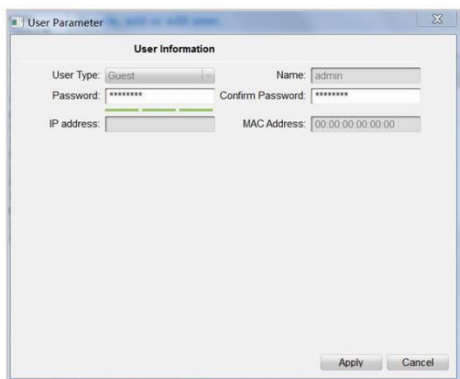 User Parameter
User Information
User Type: Guest Name: admin
Password: ******** Confirm Password: ********
IP address: MAC Address: 00:00:00:00:00:00
Apply Cancel